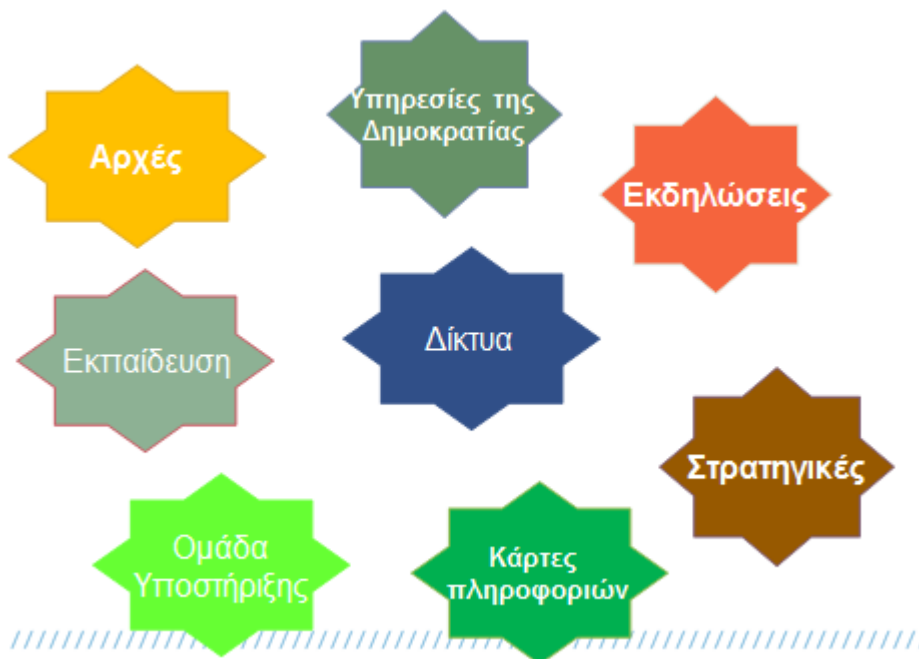 Αρχές
Υπηρεσίες της
Δημοκρατίας
Εκδηλώσεις
Εκπαίδευση
Δίκτυα
Στρατηγικές
Ομάδα
Υποστήριξης
Κάρτες
πληροφοριών